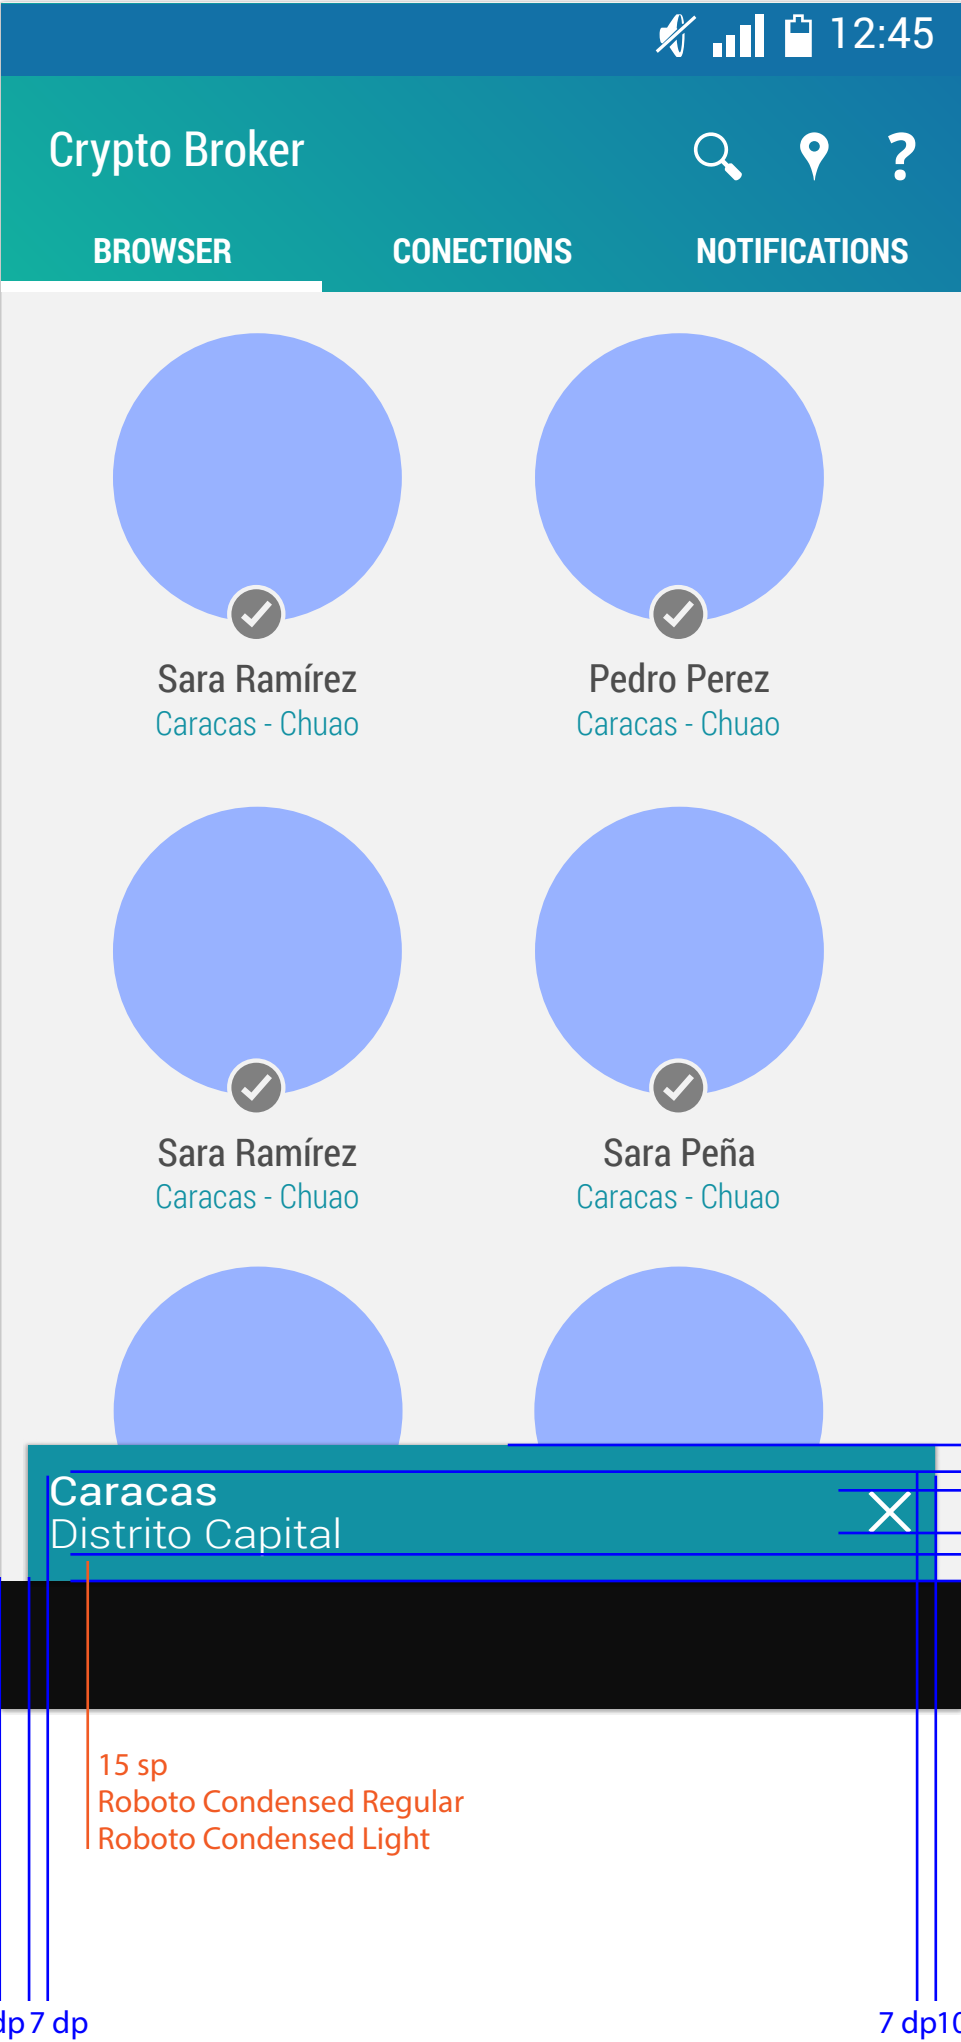 12:45
Crypto Broker
BROWSER CONECTIONS NOTIFICATIONS
Sara Ramírez Pedro Perez
Caracas - Chuao Caracas - Chuao
Sara Ramírez Sara Peña
Caracas - Chuao Caracas - Chuao
Caracas
Distrito Capital
15 sp
Roboto Condensed Regular
Roboto Condensed Light
dp 7 dp 7 dp 10